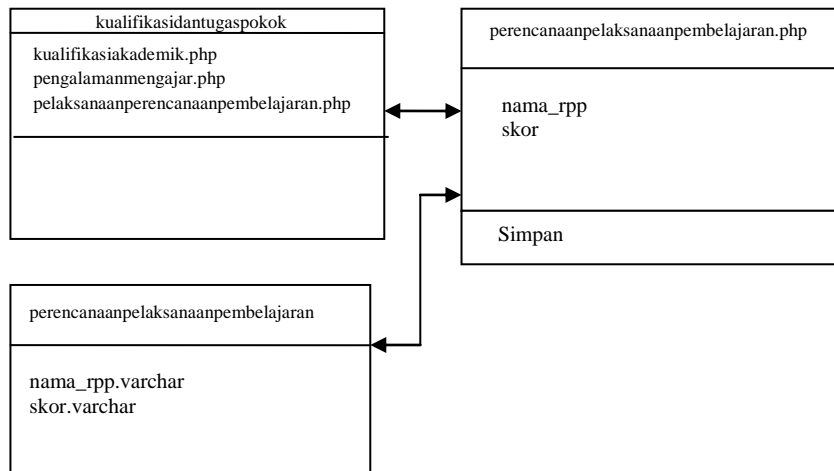 kualifikasidantugaspokok
kualifikasiakademik.php
pengalamanmengajar.php
pelaksanaanperencanaanpembelajaran.php
perencanaanpelaksanaanpembelajaran.php
nama_rpp
skor
Simpan
perencanaanpelaksanaanpembelajaran
nama_rpp.varchar
skor.varchar